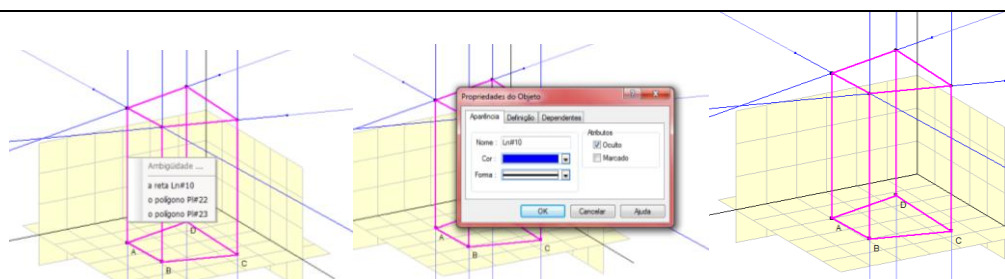 Ambigüidade ...
a reta Ln#10
o polígono Pl#22
o polígono Pl#23
A
B
C
D
Propriedades do Objeto
Aparência Definição Dependentes
Nome : Ln#10
Cor :
Forma :
Atributos
Oculto
Marcado
OK Cancelar Ajuda
A
B
C
D
A
B
C